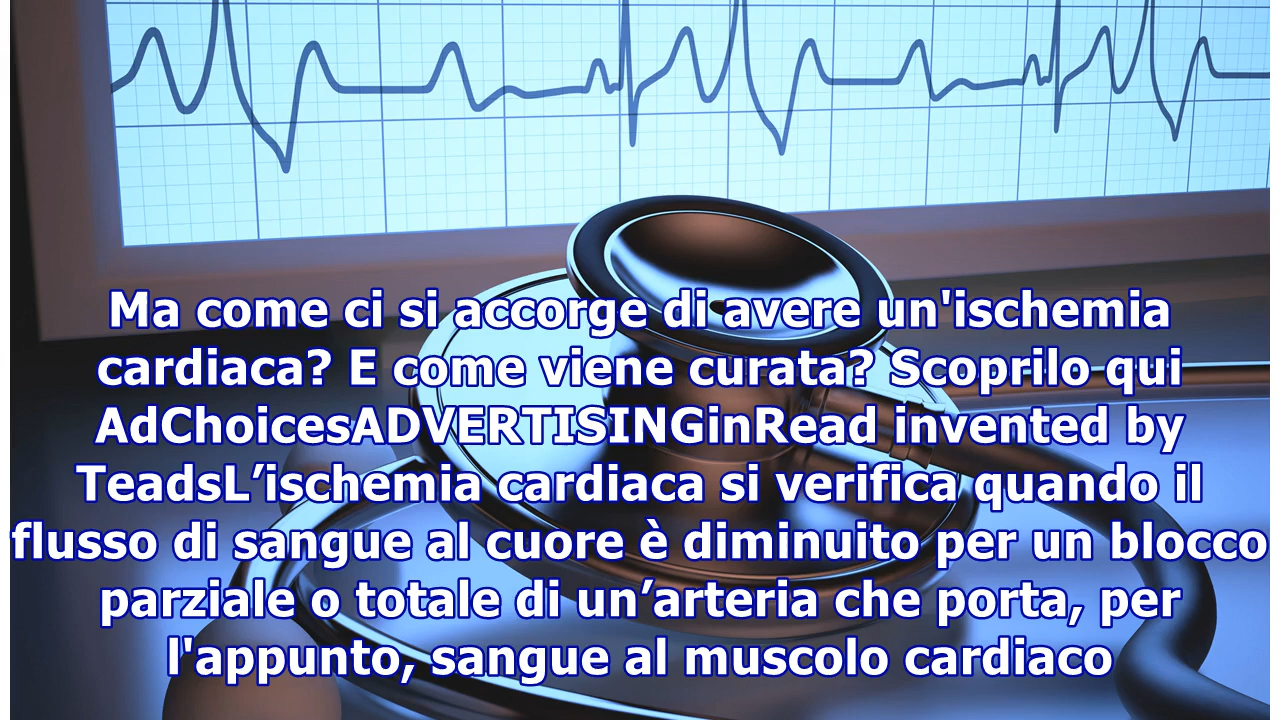 Ma come ci si accorge di avere un'ischemia
cardiaca? E come viene curata? Scoprilo qui
AdChoicesADVERTISINGinRead invented by
TeadsL’ischemia cardiaca si verifica quando il
flusso di sangue al cuore è diminuito per un blocco
parziale o totale di un’arteria che porta, per
l'appunto, sangue al muscolo cardiaco